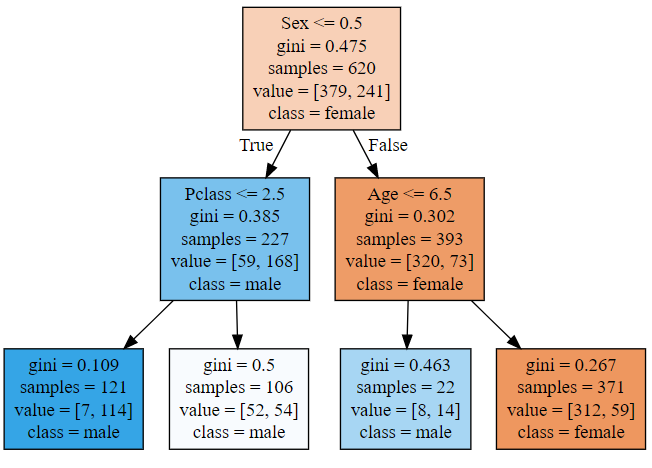 Sex <= 0.5
gini = 0.475
samples = 620
value = [379, 241]
class = female
True
False
Pclass <= 2.5
gini = 0.385
samples = 227
value = [59, 168]
class = male
Age <= 6.5
gini = 0.302
samples = 393
value = [320, 73]
class = female
gini = 0.109
samples = 121
value = [7, 114]
class = male
gini = 0.5
samples = 106
value = [52, 54]
class = male
gini = 0.463
samples = 22
value = [8, 14]
class = male
gini = 0.267
samples = 371
value = [312, 59]
class = female